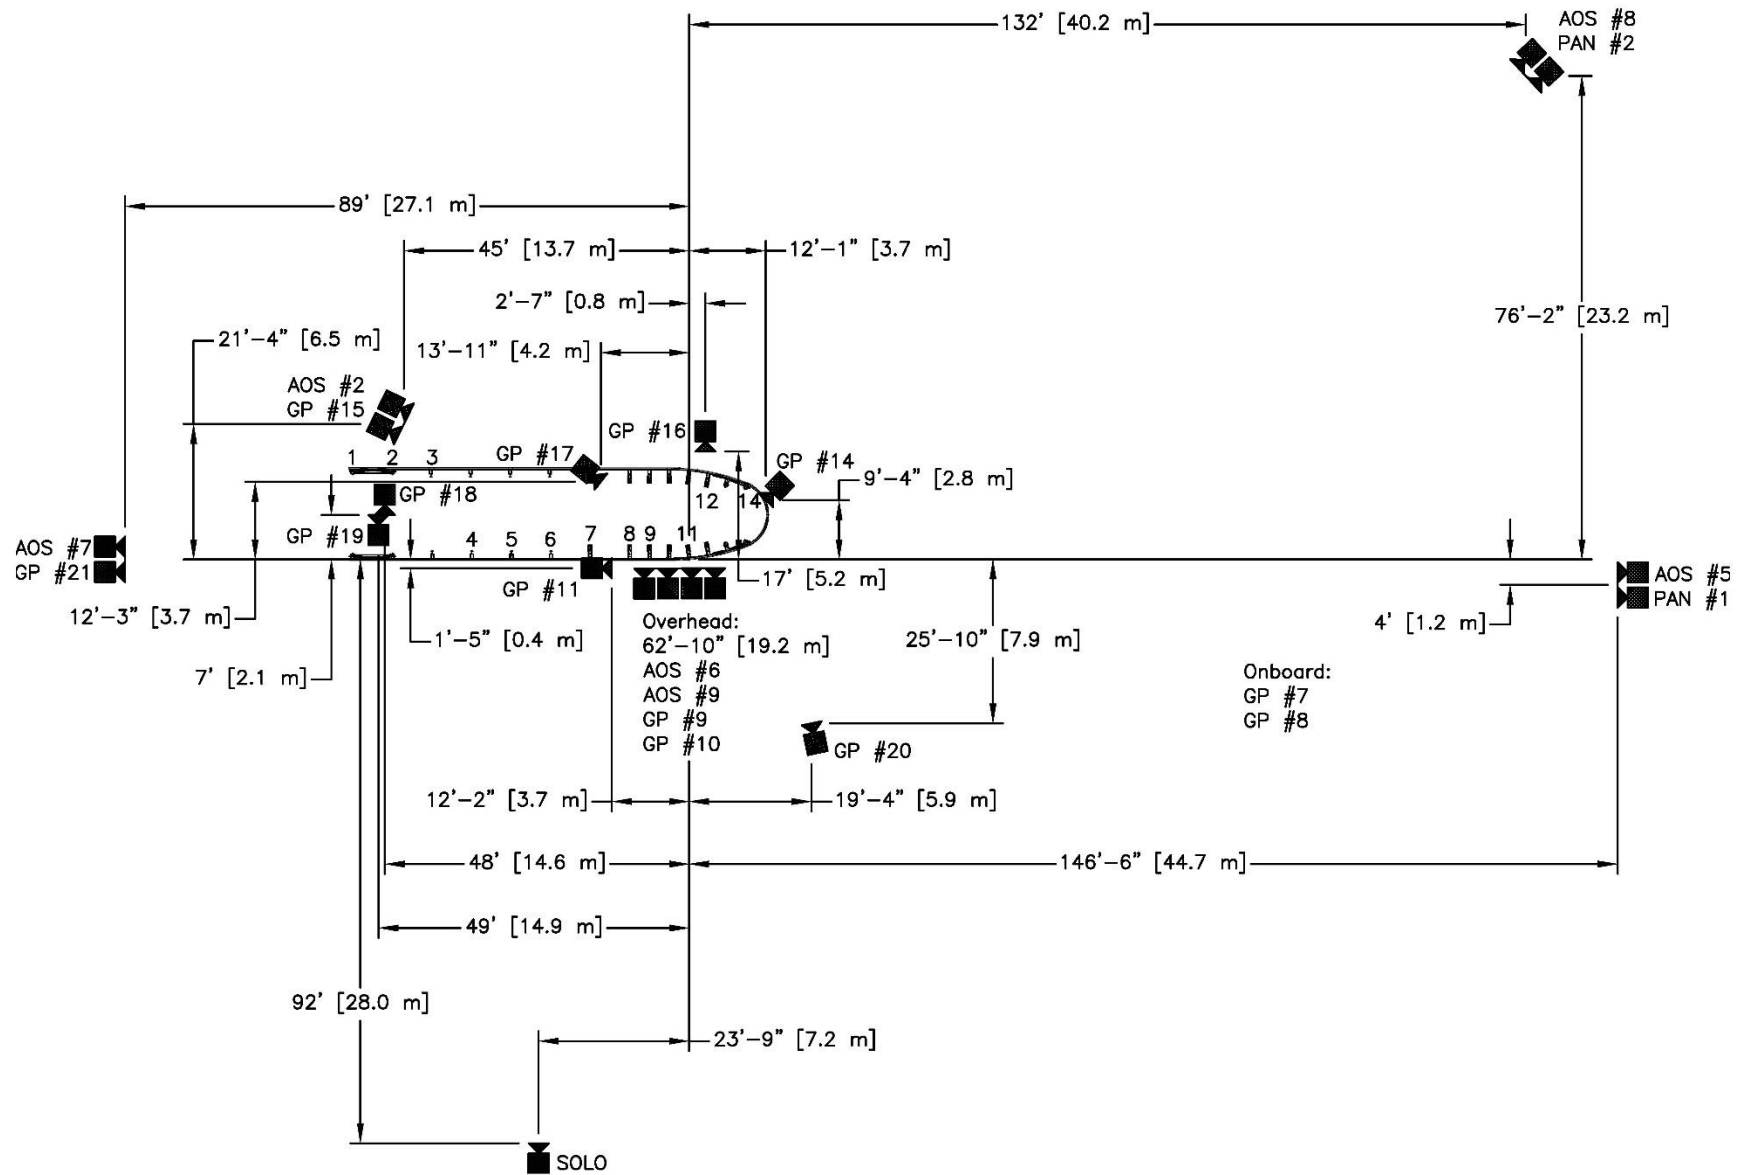 132' [40.2 m]
AOS #8
PAN #2
89' [27.1 m]
45' [13.7 m]
12'-1" [3.7 m]
2'-7" [0.8 m]
76'-2" [23.2 m]
21'-4" [6.5 m]
13'-11" [4.2 m]
AOS #2
GP #15
GP #16
1 2 3
GP #17
GP #14
9'-4" [2.8 m]
12 14
GP #18
GP #19
4 5 6 7 8 9 11
AOS #7
GP #21
GP #11
17' [5.2 m]
AOS #5
PAN #1
12'-3" [3.7 m]
1'-5" [0.4 m]
7' [2.1 m]
Overhead:
62'-10" [19.2 m]
AOS #6
AOS #9
GP #9
GP #10
25'-10" [7.9 m]
4' [1.2 m]
Onboard:
GP #7
GP #8
GP #20
12'-2" [3.7 m]
19'-4" [5.9 m]
48' [14.6 m]
146'-6" [44.7 m]
49' [14.9 m]
92' [28.0 m]
23'-9" [7.2 m]
SOLO